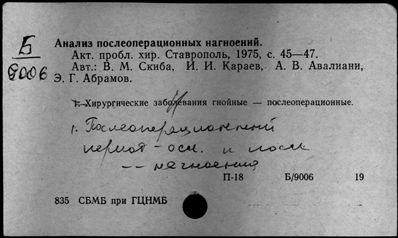 Б
9006
Анализ послеоперационных нагноений.
Акт. пробл. хир. Ставрополь, 1975, с. 45—47.
Авт.: В. М. Скиба, И. И. Караев, А. В. Авалиани,
Э. Г. Абрамов.
1. Хирургические заболевания гнойные — послеоперационные.
1. Послеоперационный
период - осл. и посл
-- нагноения
П-18 Б/9006 19
835 СБМБ при ГЦНМБ